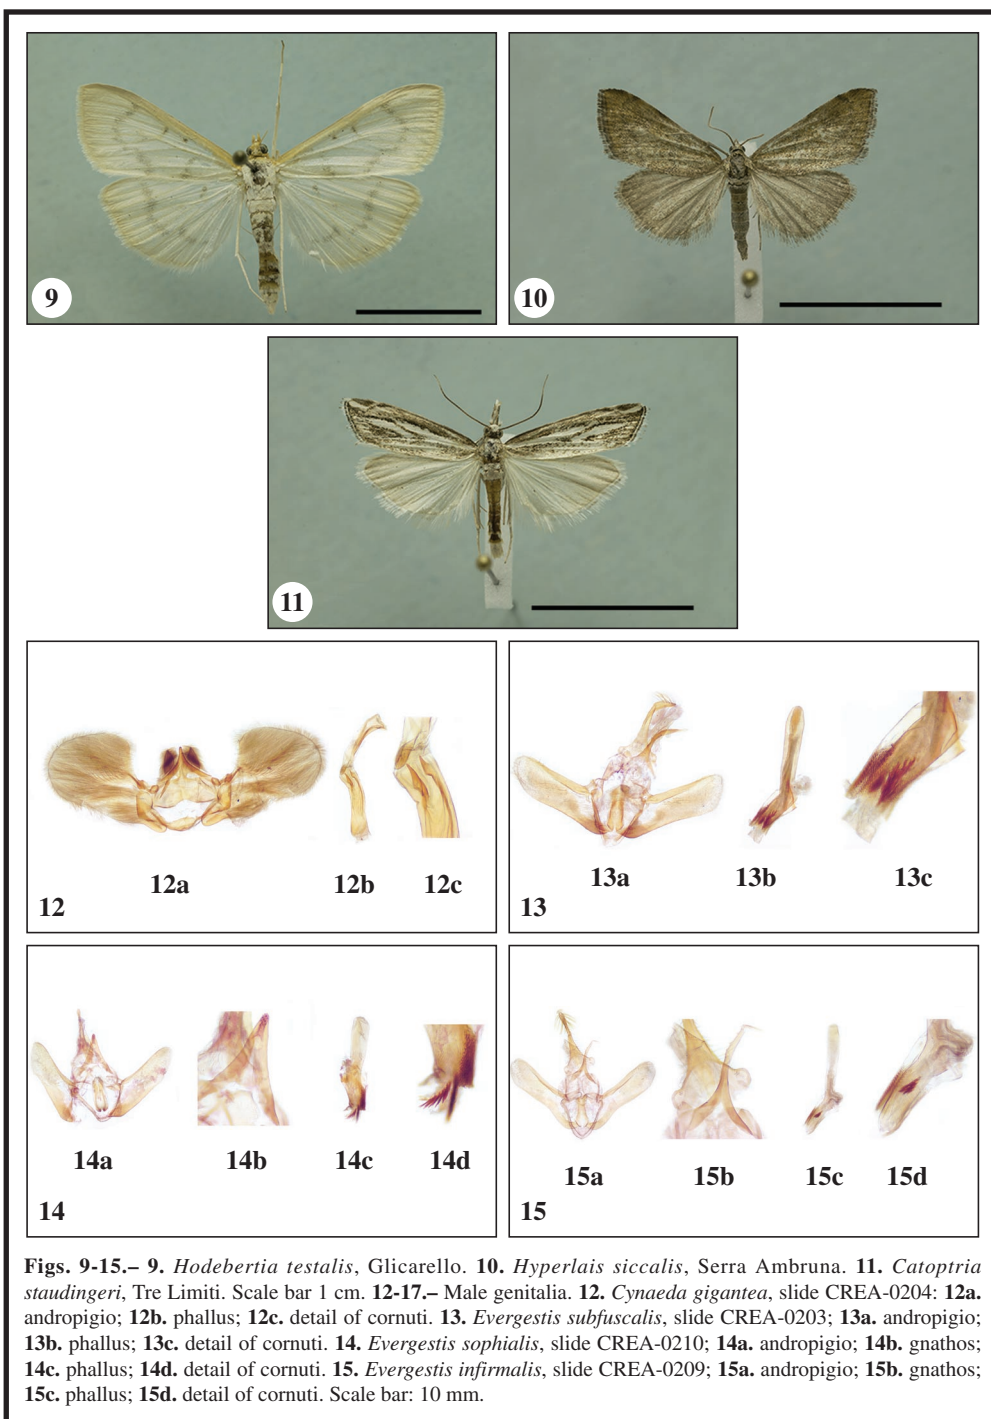 9
10
11
12a
12b
12c
12
13a
13b
13c
13
14a
14b
14c
14d
14
15a
15b
15c
15d
15
Figs. 9-15.– 9. Hodebertia testalis, Glicarello. 10. Hyperlais siccalis, Serra Ambruna. 11. Catoptria
staudingeri, Tre Limiti. Scale bar 1 cm. 12-17.– Male genitalia. 12. Cynaeda gigantea, slide CREA-0204: 12a.
andropigio; 12b. phallus; 12c. detail of cornuti. 13. Evergestis subfuscalis, slide CREA-0203; 13a. andropigio;
13b. phallus; 13c. detail of cornuti. 14. Evergestis sophialis, slide CREA-0210; 14a. andropigio; 14b. gnathos;
14c. phallus; 14d. detail of cornuti. 15. Evergestis infirmalis, slide CREA-0209; 15a. andropigio; 15b. gnathos;
15c. phallus; 15d. detail of cornuti. Scale bar: 10 mm.